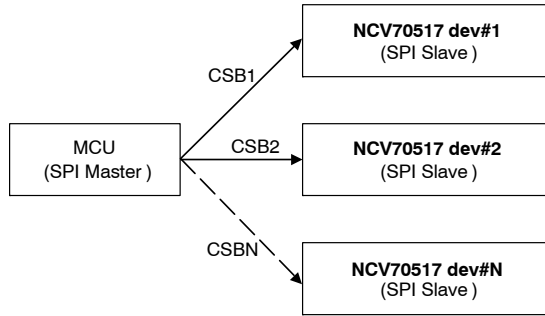 NCV70517 dev#1
(SPI Slave )
CSB1
MCU
(SPI Master )
CSB2
NCV70517 dev#2
(SPI Slave )
CSBN
NCV70517 dev#N
(SPI Slave )